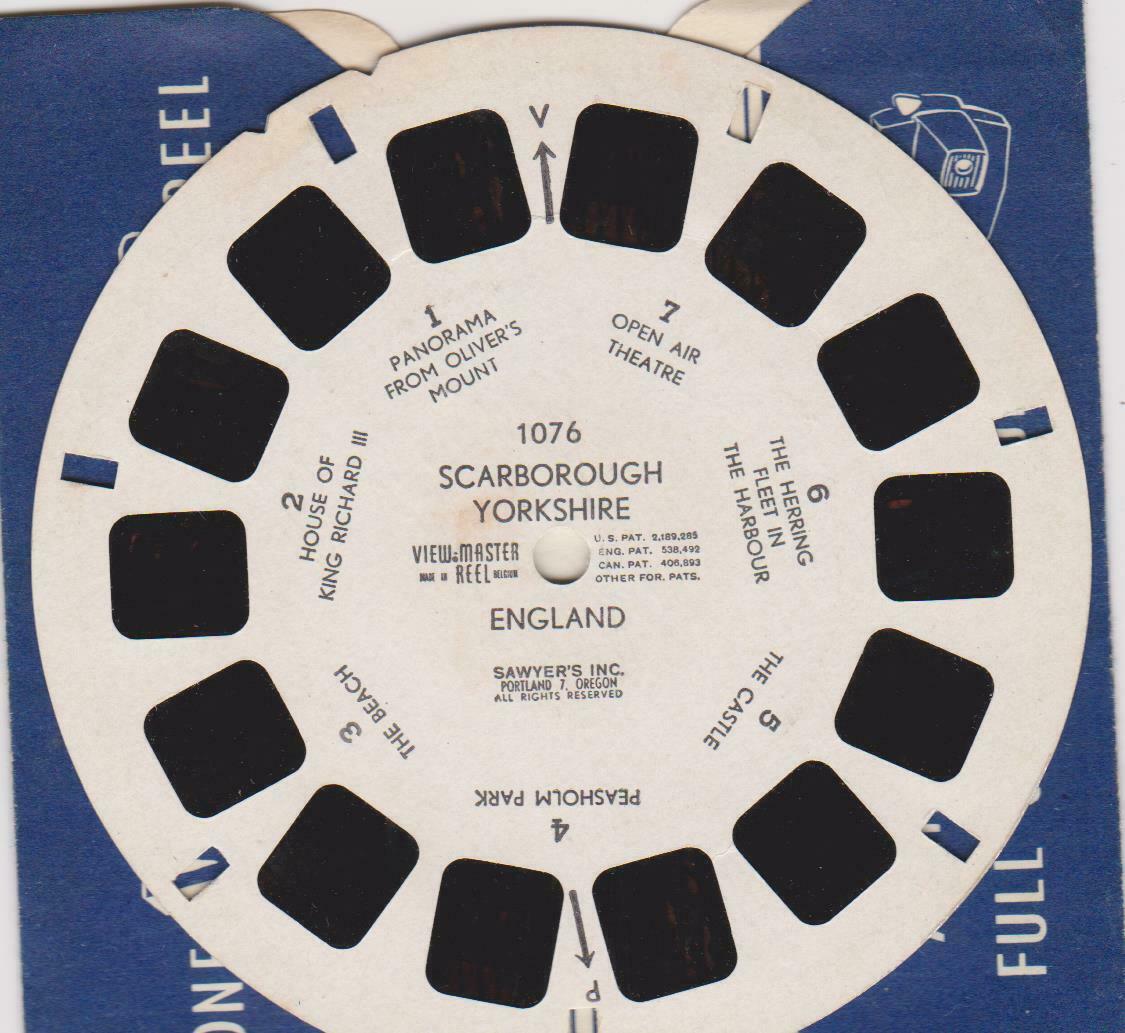 REEL
V
1
PANORAMA
FROM OLIVER'S
MOUNT
7
OPEN AIR
THEATRE
2
HOUSE OF
KING RICHARD III
1076
SCARBOROUGH
YORKSHIRE
VIEW-MASTER
MADE IN REEL BELGIUM
U.S. PAT. 2,189,285
ENG. PAT. 538,492
CAN. PAT. 406,893
OTHER FOR. PATS.
ENGLAND
SAWYER'S INC.
PORTLAND 7, OREGON
ALL RIGHTS RESERVED
6
THE HERRING
FLEET IN
THE HARBOUR
3
THE BEACH
5
THE CASTLE
4
PEASHOLM PARK
P
ONE
FULL